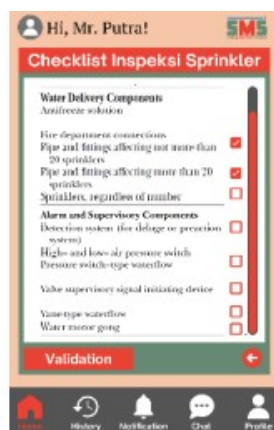 Hi, Mr. Putra!
SMS
Checklist Inspeksi Sprinkler
Water Delivery Components
Antifreeze solution
Fire department connections
Pipe and fittings affecting not more than
20 sprinklers
Pipe and fittings affecting more than 20
sprinklers
Sprinklers, regardless of number
Alarm and Supervisory Components
Detection system (for deluge or preaction
system)
High- and low- air pressure switch
Pressure switch-type waterflow
Valve supervisory signal initiating device
Vane-type waterflow
Water motor gong
Validation
Home
History
Notification
Chat
Profile